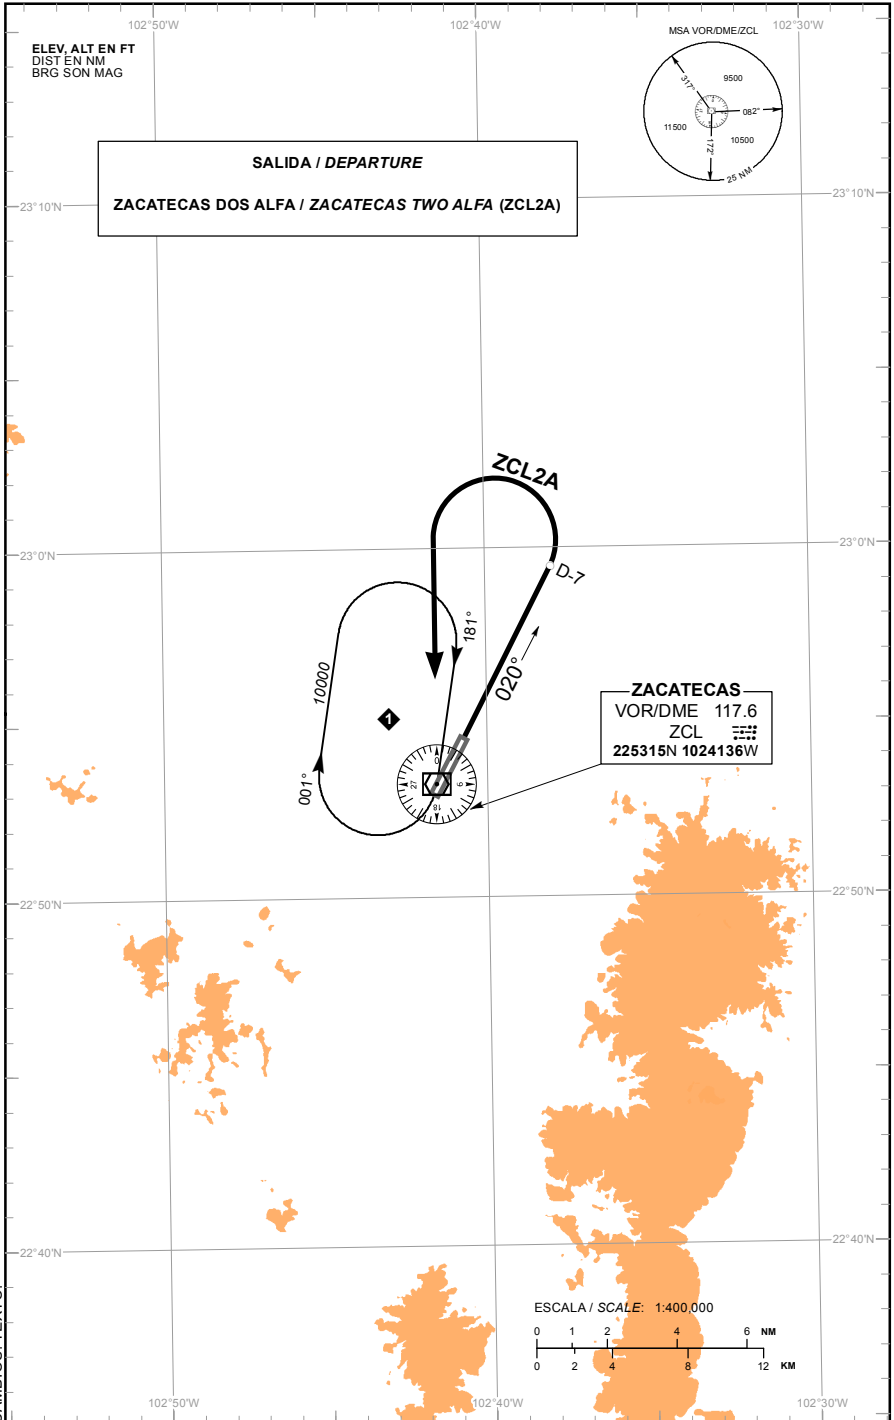 102°50'W 102°40'W 102°30'W
ELEV, ALT EN FT
DIST EN NM
BRG SON MAG
MSA VOR/DME/ZCL
317°
9500
082°
11500
10500
172°
25 NM
SALIDA / DEPARTURE
ZACATECAS DOS ALFA / ZACATECAS TWO ALFA (ZCL2A)
23°10'N 23°10'N
ZCL2A
23°0'N 23°0'N
D-7
181°
10000
020°
1
ZACATECAS
VOR/DME 117.6
ZCL
225315N 1024136W
001°
0
27 9
18
22°50'N 22°50'N
22°40'N 22°40'N
ESCALA / SCALE: 1:400,000
0 1 2 4 6 NM
0 2 4 8 12 KM
102°50'W 102°40'W 102°30'W